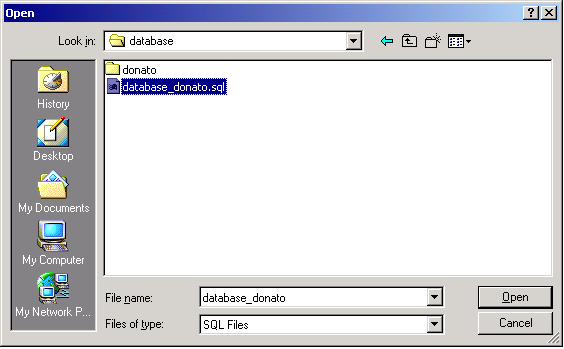 Open
Look in: database
donato
database_donato.sql
History
Desktop
My Documents
My Computer
My Network P...
File name: database_donato Open
Files of type: SQL Files Cancel